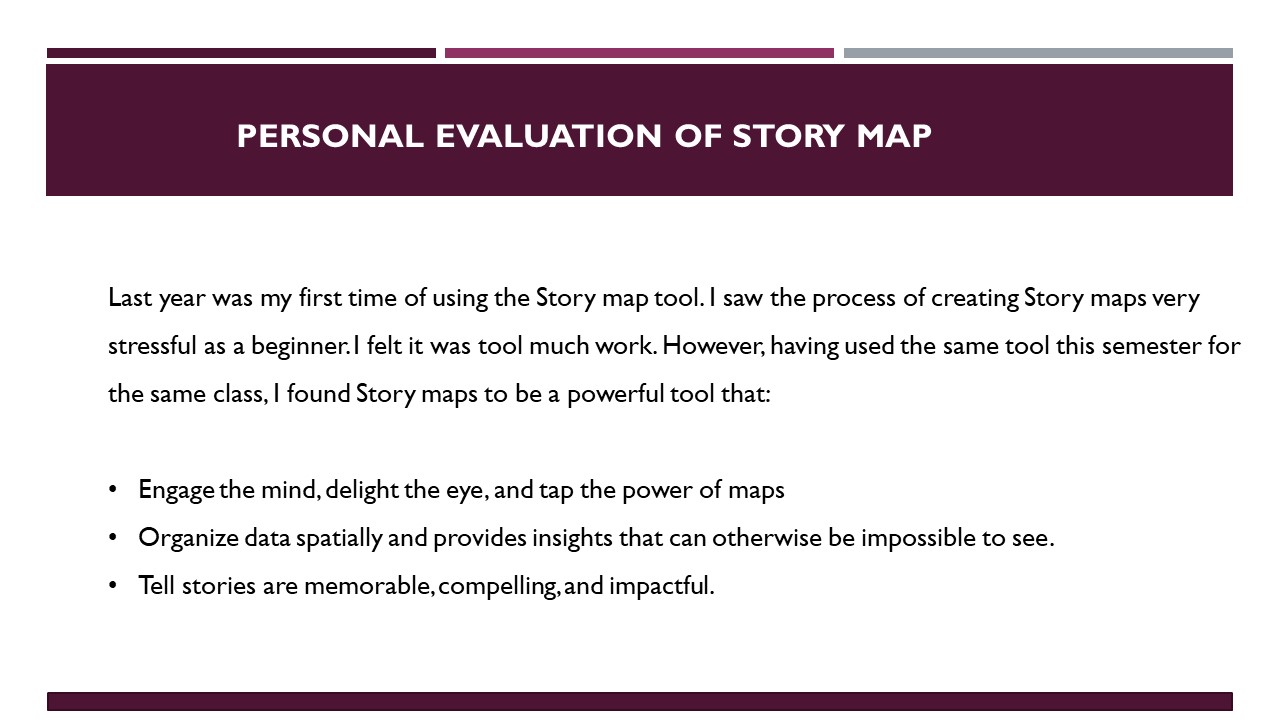 PERSONAL EVALUATION OF STORY MAP
Last year was my first time of using the Story map tool. I saw the process of creating Story maps very
stressful as a beginner. I felt it was tool much work. However, having used the same tool this semester for
the same class, I found Story maps to be a powerful tool that:
• Engage the mind, delight the eye, and tap the power of maps
• Organize data spatially and provides insights that can otherwise be impossible to see.
• Tell stories are memorable, compelling, and impactful.